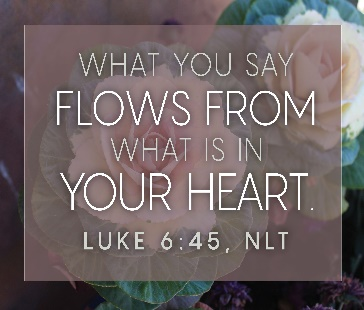 WHAT YOU SAY
FLOWS FROM
WHAT IS IN
YOUR HEART.
LUKE 6:45, NLT